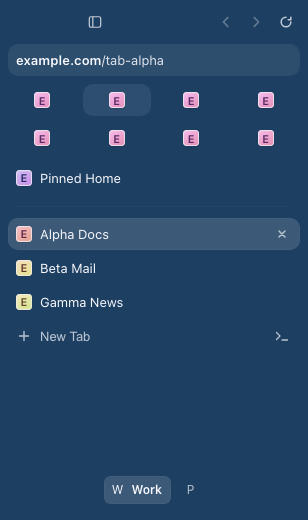 example.com/tab-alpha
E E E E
E E E E
E Pinned Home
E Alpha Docs
E Beta Mail
E Gamma News
New Tab
W Work P